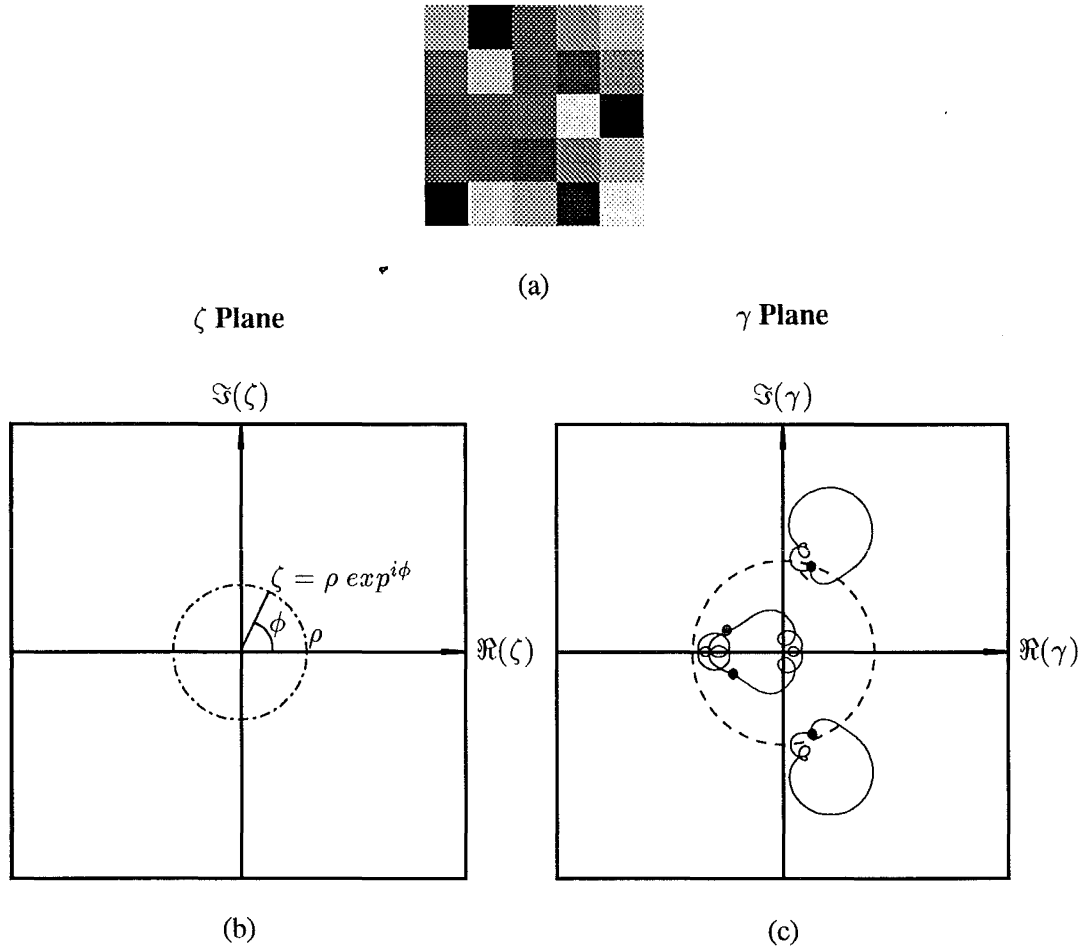 (a)
ζ Plane
γ Plane
ℑ(ζ)
ℑ(γ)
ζ = ρ exp^{iφ}
φ
ρ
ℜ(ζ)
ℜ(γ)
(b)
(c)